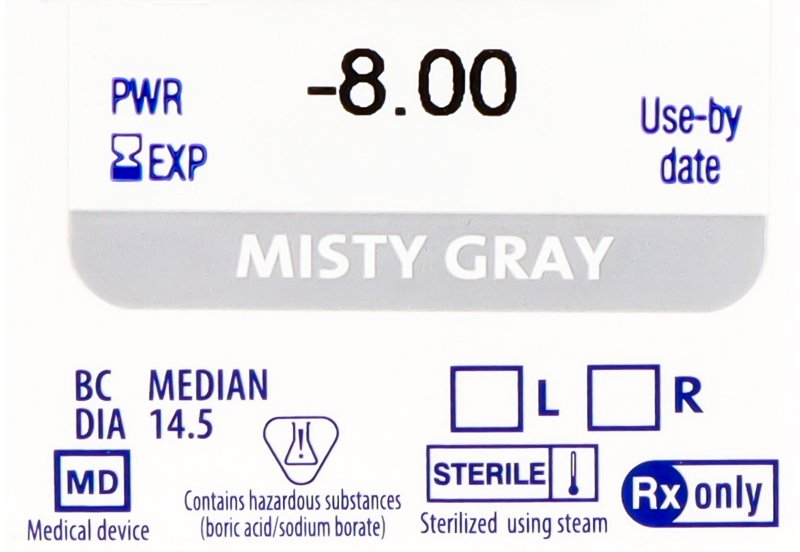 PWR -8.00
EXP Use-by date
MISTY GRAY
BC MEDIAN
DIA 14.5
L R
MD
Medical device
Contains hazardous substances
(boric acid/sodium borate)
STERILE
Sterilized using steam
Rx only